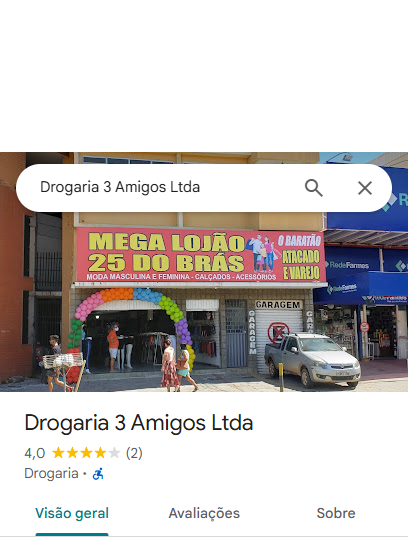 Drogaria 3 Amigos Ltda
MEGA LOJÃO
25 DO BRÁS
MODA MASCULINA E FEMININA - CALÇADOS - ACESSÓRIOS
O BARATÃO
ATACADO
E VAREJO
RedeFarmes
RedeFarmes
GARAGEM
GARAGEM
GARAGEM
Drogaria 3 Amigos Ltda
4,0 (2)
Drogaria ·
Visão geral
Avaliações
Sobre